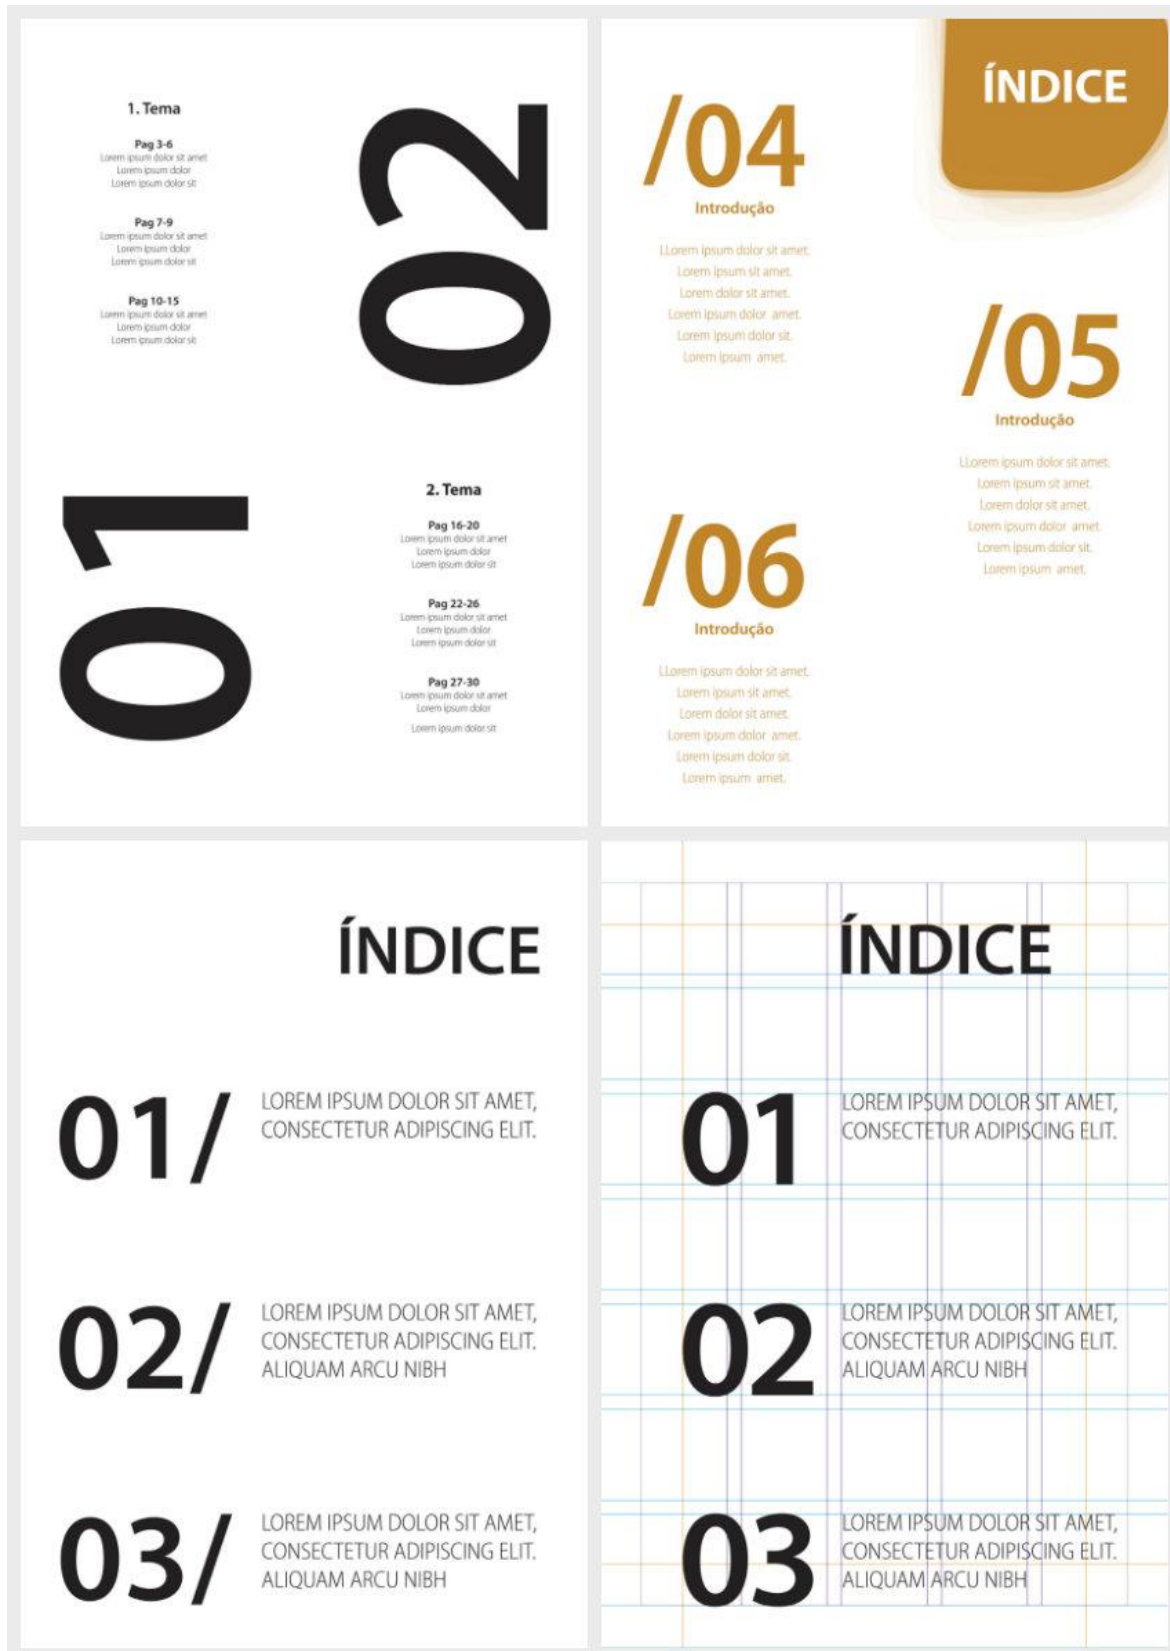 1. Tema
Pag 3-6
Lorem ipsum dolor sit amet
Lorem ipsum dolor
Lorem ipsum dolor sit
Pag 7-9
Lorem ipsum dolor sit amet
Lorem ipsum dolor
Lorem ipsum dolor sit
Pag 10-15
Lorem ipsum dolor sit amet
Lorem ipsum dolor
Lorem ipsum dolor sit
02
01
2. Tema
Pag 16-20
Lorem ipsum dolor sit amet
Lorem ipsum dolor
Lorem ipsum dolor sit
Pag 22-26
Lorem ipsum dolor sit amet
Lorem ipsum dolor
Lorem ipsum dolor sit
Pag 27-30
Lorem ipsum dolor sit amet
Lorem ipsum dolor
Lorem ipsum dolor sit
ÍNDICE
/04
Introdução
LLorem ipsum dolor sit amet.
Lorem ipsum sit amet.
Lorem dolor sit amet.
Lorem ipsum dolor amet.
Lorem ipsum dolor sit.
Lorem ipsum amet.
/05
Introdução
LLorem ipsum dolor sit amet.
Lorem ipsum sit amet.
Lorem dolor sit amet.
Lorem ipsum dolor amet.
Lorem ipsum dolor sit.
Lorem ipsum amet.
/06
Introdução
LLorem ipsum dolor sit amet.
Lorem ipsum sit amet.
Lorem dolor sit amet.
Lorem ipsum dolor amet.
Lorem ipsum dolor sit.
Lorem ipsum amet.
ÍNDICE
01/
LOREM IPSUM DOLOR SIT AMET,
CONSECTETUR ADIPISCING ELIT.
02/
LOREM IPSUM DOLOR SIT AMET,
CONSECTETUR ADIPISCING ELIT.
ALIQUAM ARCU NIBH
03/
LOREM IPSUM DOLOR SIT AMET,
CONSECTETUR ADIPISCING ELIT.
ALIQUAM ARCU NIBH
ÍNDICE
01
LOREM IPSUM DOLOR SIT AMET,
CONSECTETUR ADIPISCING ELIT.
02
LOREM IPSUM DOLOR SIT AMET,
CONSECTETUR ADIPISCING ELIT.
ALIQUAM ARCU NIBH
03
LOREM IPSUM DOLOR SIT AMET,
CONSECTETUR ADIPISCING ELIT.
ALIQUAM ARCU NIBH